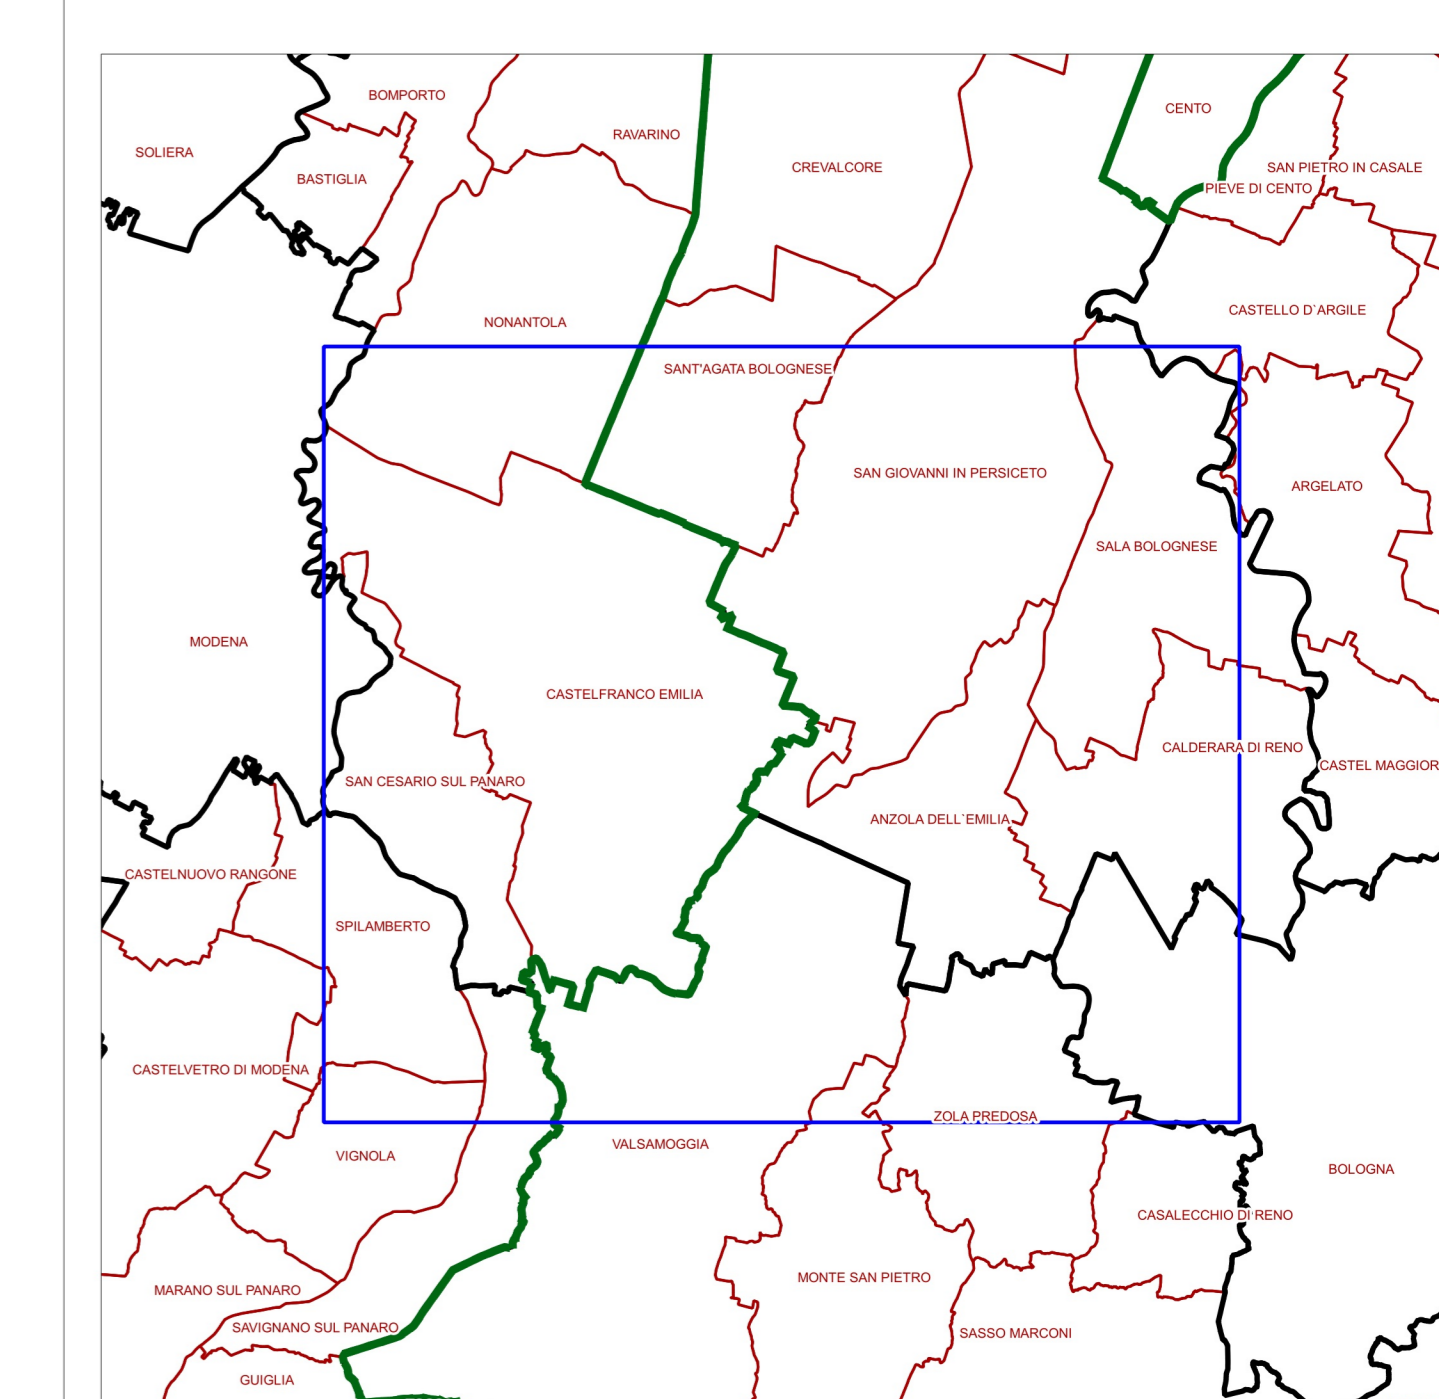 BOMPORTO
CENTO
RAVARINO
SOLIERA
CREVALCORE
SAN PIETRO IN CASALE
BASTIGLIA
PIEVE DI CENTO
CASTELLO D`ARGILE
NONANTOLA
SANT'AGATA BOLOGNESE
SAN GIOVANNI IN PERSICETO
ARGELATO
SALA BOLOGNESE
MODENA
CASTELFRANCO EMILIA
CALDERARA DI RENO
CASTEL MAGGIOR
SAN CESARIO SUL PANARO
ANZOLA DELL`EMILIA
CASTELNUOVO RANGONE
SPILAMBERTO
CASTELVETRO DI MODENA
ZOLA PREDOSA
VALSAMOGGIA
VIGNOLA
BOLOGNA
CASALECCHIO DI RENO
MONTE SAN PIETRO
MARANO SUL PANARO
SAVIGNANO SUL PANARO
SASSO MARCONI
GUIGLIA